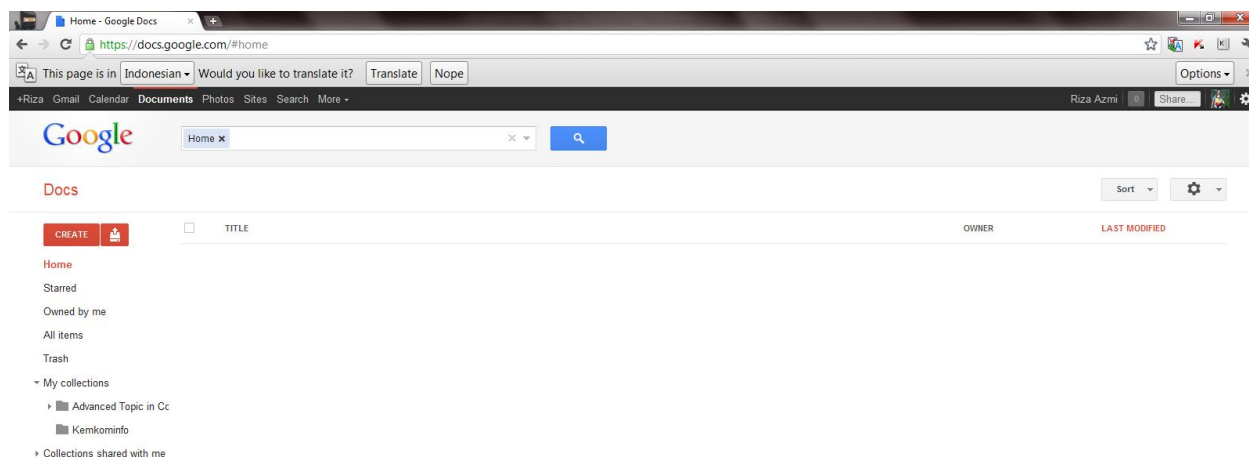 Home - Google Docs
https://docs.google.com/#home
This page is in Indonesian Would you like to translate it? Translate Nope Options
+Riza Gmail Calendar Documents Photos Sites Search More Riza Azmi 0 Share...
Google Home
Docs Sort
CREATE TITLE OWNER LAST MODIFIED
Home
Starred
Owned by me
All items
Trash
My collections
Advanced Topic in Cc
Kemkominfo
Collections shared with me